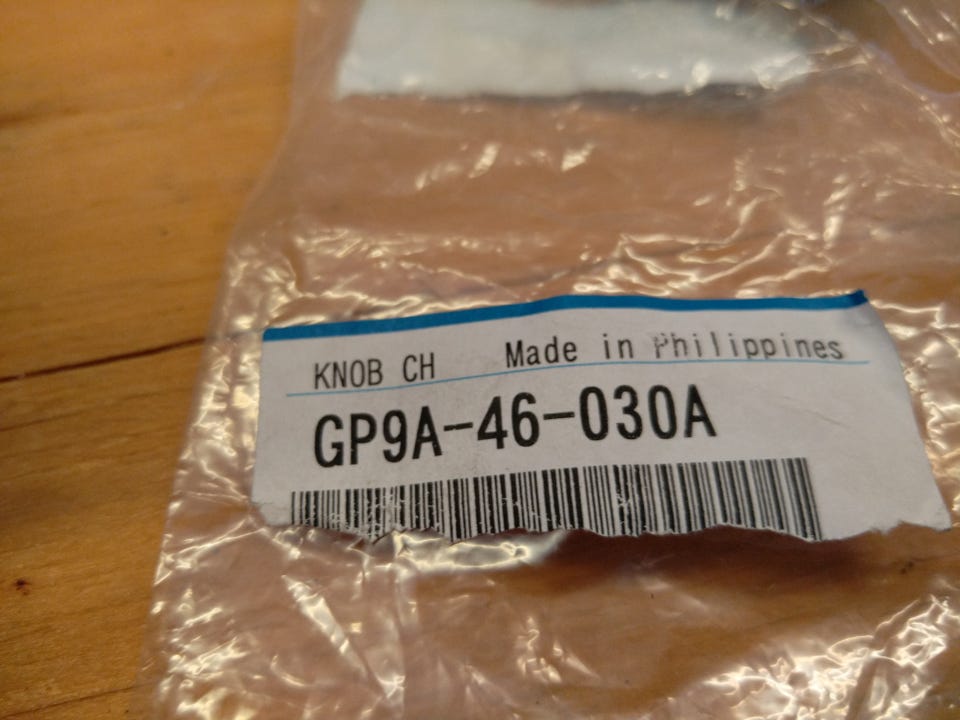 KNOB CH Made in Philippines
GP9A-46-030A